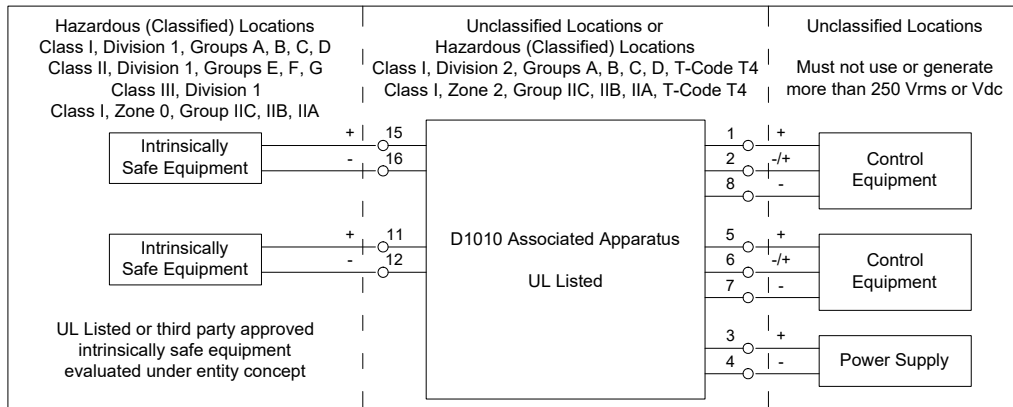 Hazardous (Classified) Locations
Class I, Division 1, Groups A, B, C, D
Class II, Division 1, Groups E, F, G
Class III, Division 1
Class I, Zone 0, Group IIC, IIB, IIA
Unclassified Locations or
Hazardous (Classified) Locations
Class I, Division 2, Groups A, B, C, D, T-Code T4
Class I, Zone 2, Group IIC, IIB, IIA, T-Code T4
Unclassified Locations
Must not use or generate
more than 250 Vrms or Vdc
Intrinsically
Safe Equipment
+ 15
- 16
Intrinsically
Safe Equipment
+ 11
- 12
UL Listed or third party approved
intrinsically safe equipment
evaluated under entity concept
D1010 Associated Apparatus
UL Listed
1 +
2 -/+
8 -
Control
Equipment
5 +
6 -/+
7 -
Control
Equipment
3 +
4 -
Power Supply